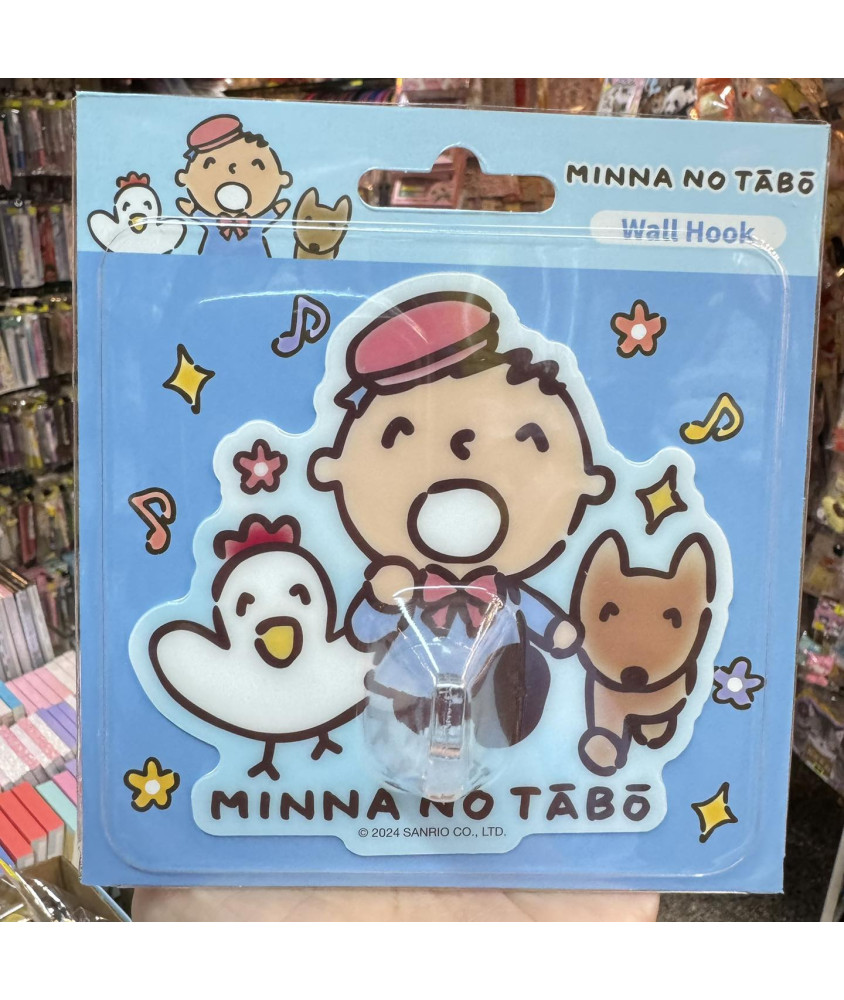 MINNA NO TĀBŌ
Wall Hook
MINNA NO TĀBŌ
© 2024 SANRIO CO., LTD.